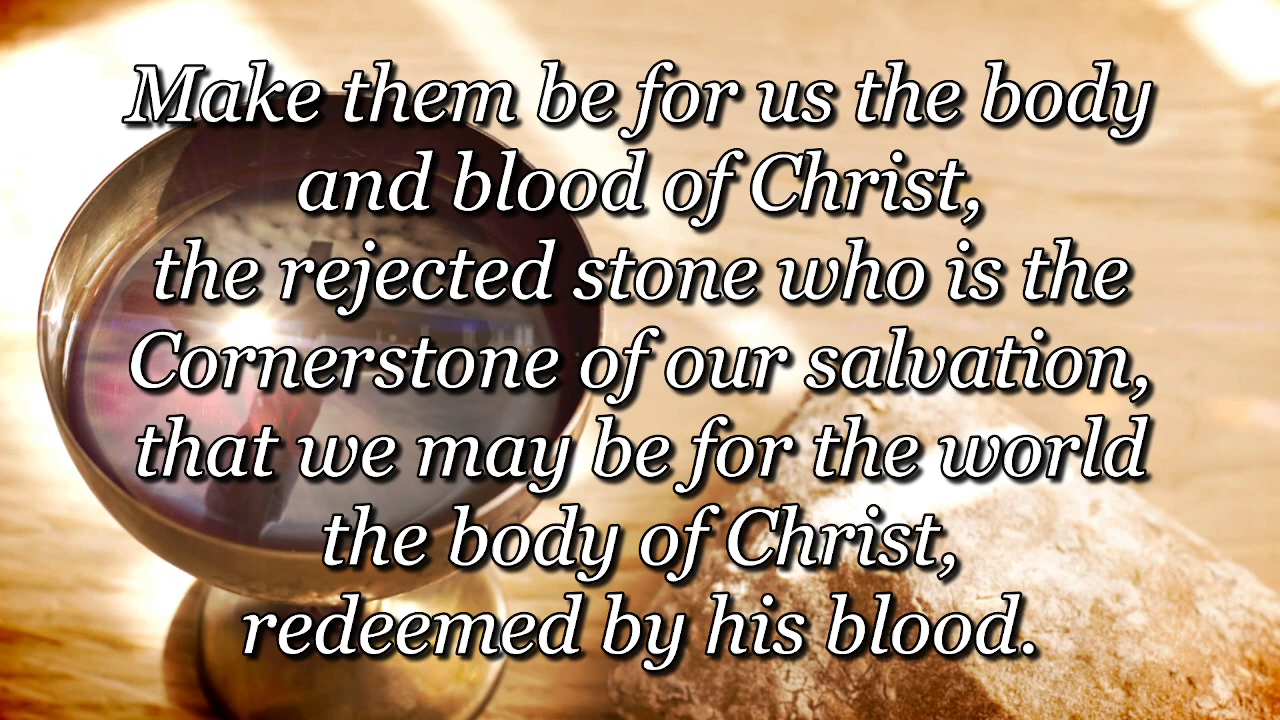 Make them be for us the body
and blood of Christ,
the rejected stone who is the
Cornerstone of our salvation,
that we may be for the world
the body of Christ,
redeemed by his blood.